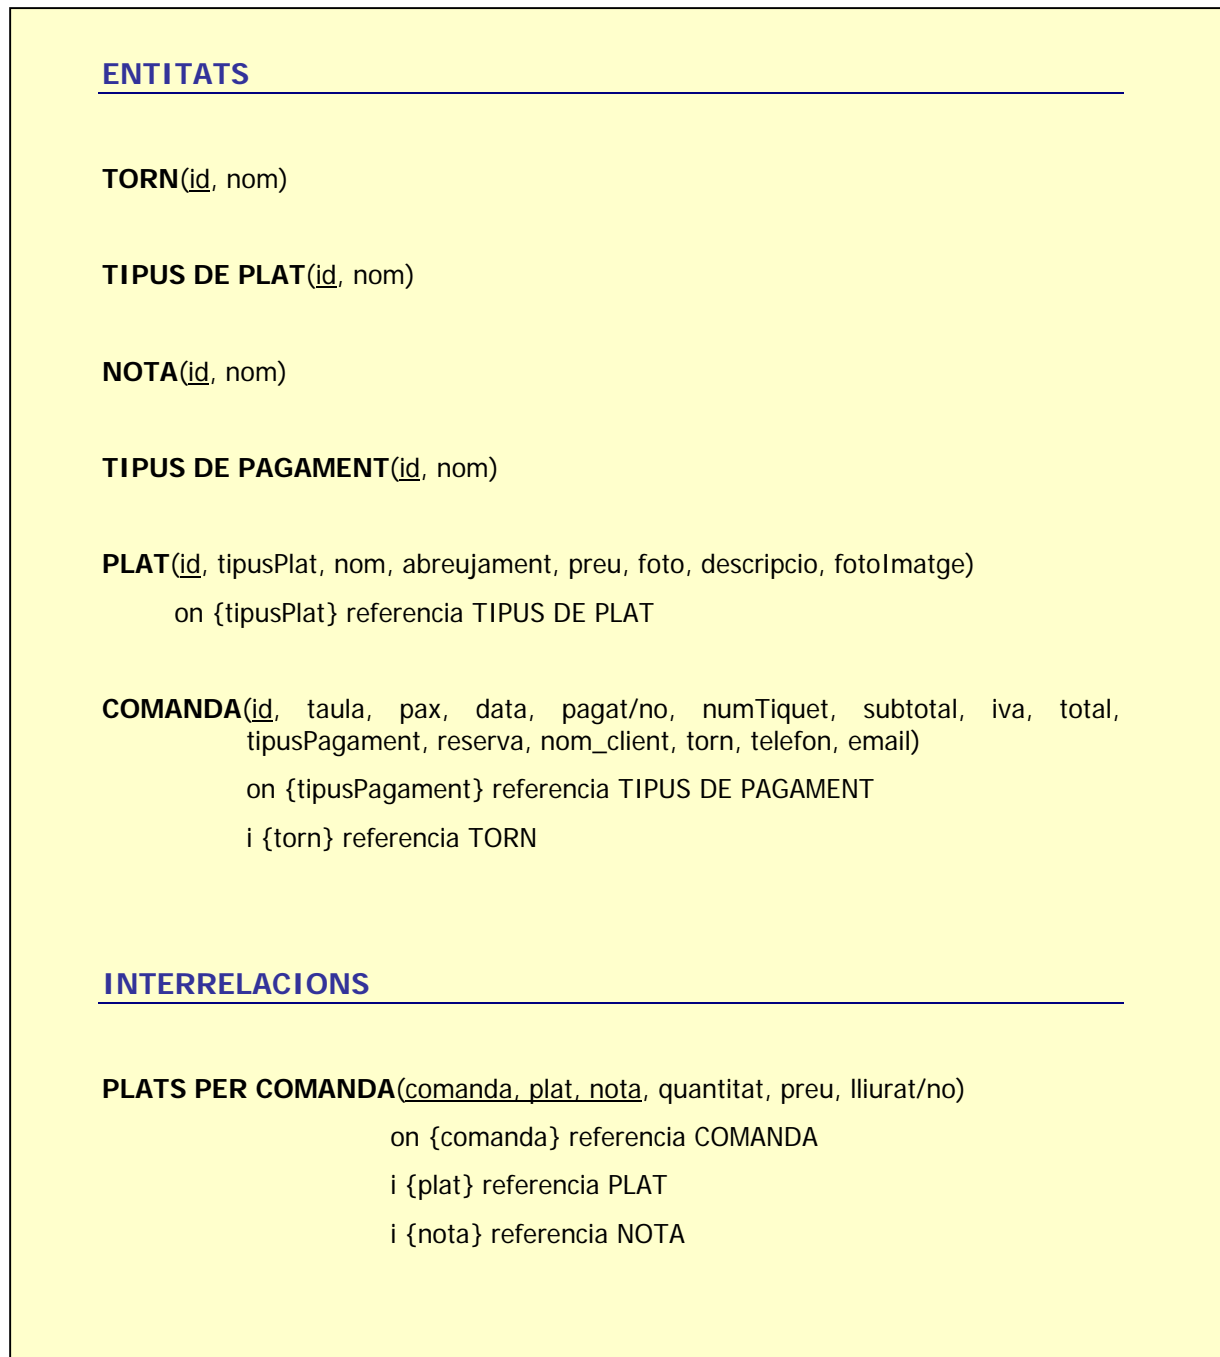 ENTITATS
TORN(id, nom)
TIPUS DE PLAT(id, nom)
NOTA(id, nom)
TIPUS DE PAGAMENT(id, nom)
PLAT(id, tipusPlat, nom, abreujament, preu, foto, descripcio, fotoImatge)
on {tipusPlat} referencia TIPUS DE PLAT
COMANDA(id, taula, pax, data, pagat/no, numTiquet, subtotal, iva, total,
tipusPagament, reserva, nom_client, torn, telefon, email)
on {tipusPagament} referencia TIPUS DE PAGAMENT
i {torn} referencia TORN
INTERRELACIONS
PLATS PER COMANDA(comanda, plat, nota, quantitat, preu, lliurat/no)
on {comanda} referencia COMANDA
i {plat} referencia PLAT
i {nota} referencia NOTA